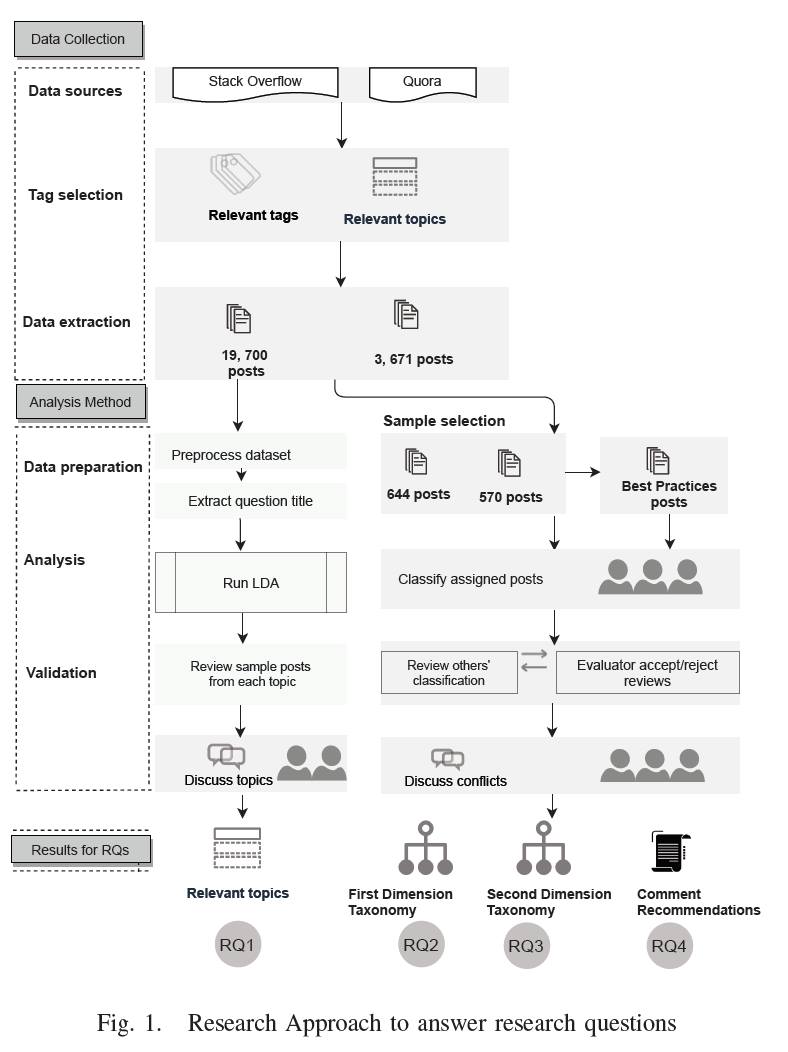 Data Collection
Data sources
Stack Overflow
Quora
Tag selection
Relevant tags
Relevant topics
Data extraction
19, 700
posts
3, 671 posts
Analysis Method
Sample selection
Data preparation
Preprocess dataset
Extract question title
644 posts
570 posts
Best Practices
posts
Analysis
Run LDA
Classify assigned posts
Validation
Review sample posts
from each topic
Review others'
classification
Evaluator accept/reject
reviews
Discuss topics
Discuss conflicts
Results for RQs
Relevant topics
First Dimension
Taxonomy
Second Dimension
Taxonomy
Comment
Recommendations
RQ1
RQ2
RQ3
RQ4
Fig. 1. Research Approach to answer research questions